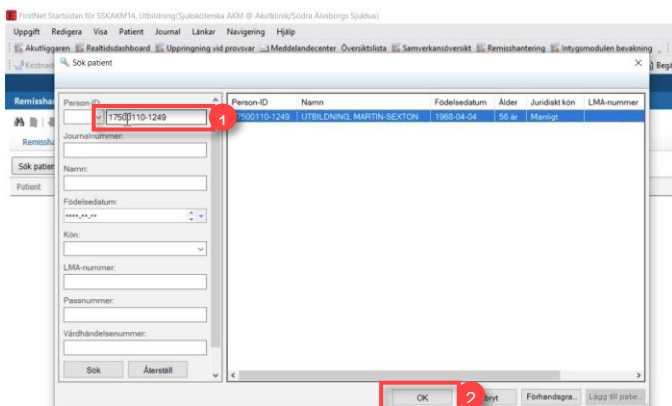 FirstNet Startsidan för SSKAKM14, Utbildning(Sjuksköterska AKM @ Akutklinik/Södra Älvsborgs Sjukhus)
Uppgift Redigera Visa Patient Journal Länkar Navigering Hjälp
Akutliggaren Realtidsdashboard Uppringning vid provsvar Meddelandecenter Översiktslista Samverkansöversikt Remisshantering Intygsmodulen bevakning
Kostnad Sök patient
Remissha Person-ID: Person-ID Namn Födelsedatum Ålder Juridiskt kön LMA-nummer
17500110-1249 1 7500110-1249 UTBILDNING, MARTIN-SEXTON 1968-04-04 56 år Manligt
Journalnummer:
Remissha
Sök patien Namn:
Patient
Födelsedatum:
****-**-**
Kön:
LMA-nummer:
Passnummer:
Vårdhändelsenummer:
Sök Återställ
OK 2 bryt Förhandsgra.. Lägg till patie..